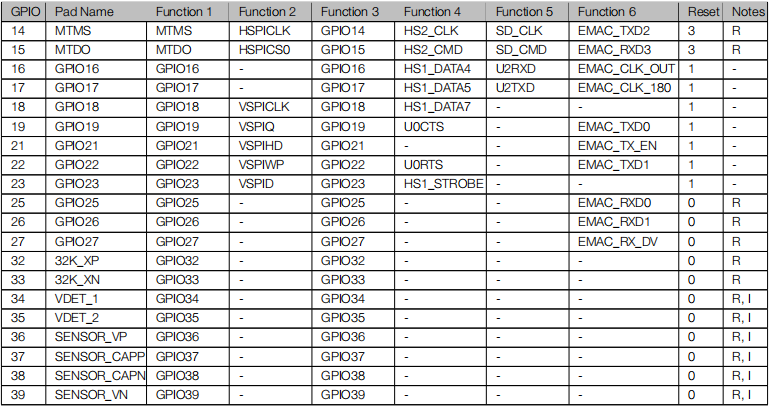 GPIO Pad Name Function 1 Function 2 Function 3 Function 4 Function 5 Function 6 Reset Notes
14 MTMS MTMS HSPICLK GPIO14 HS2_CLK SD_CLK EMAC_TXD2 3 R
15 MTDO MTDO HSPICS0 GPIO15 HS2_CMD SD_CMD EMAC_RXD3 3 R
16 GPIO16 GPIO16 - GPIO16 HS1_DATA4 U2RXD EMAC_CLK_OUT 1 -
17 GPIO17 GPIO17 - GPIO17 HS1_DATA5 U2TXD EMAC_CLK_180 1 -
18 GPIO18 GPIO18 VSPICLK GPIO18 HS1_DATA7 - - 1 -
19 GPIO19 GPIO19 VSPIQ GPIO19 U0CTS - EMAC_TXD0 1 -
21 GPIO21 GPIO21 VSPIHD GPIO21 - - EMAC_TX_EN 1 -
22 GPIO22 GPIO22 VSPIWP GPIO22 U0RTS - EMAC_TXD1 1 -
23 GPIO23 GPIO23 VSPID GPIO23 HS1_STROBE - - 1 -
25 GPIO25 GPIO25 - GPIO25 - - EMAC_RXD0 0 R
26 GPIO26 GPIO26 - GPIO26 - - EMAC_RXD1 0 R
27 GPIO27 GPIO27 - GPIO27 - - EMAC_RX_DV 0 R
32 32K_XP GPIO32 - GPIO32 - - - 0 R
33 32K_XN GPIO33 - GPIO33 - - - 0 R
34 VDET_1 GPIO34 - GPIO34 - - - 0 R, I
35 VDET_2 GPIO35 - GPIO35 - - - 0 R, I
36 SENSOR_VP GPIO36 - GPIO36 - - - 0 R, I
37 SENSOR_CAPP GPIO37 - GPIO37 - - - 0 R, I
38 SENSOR_CAPN GPIO38 - GPIO38 - - - 0 R, I
39 SENSOR_VN GPIO39 - GPIO39 - - - 0 R, I